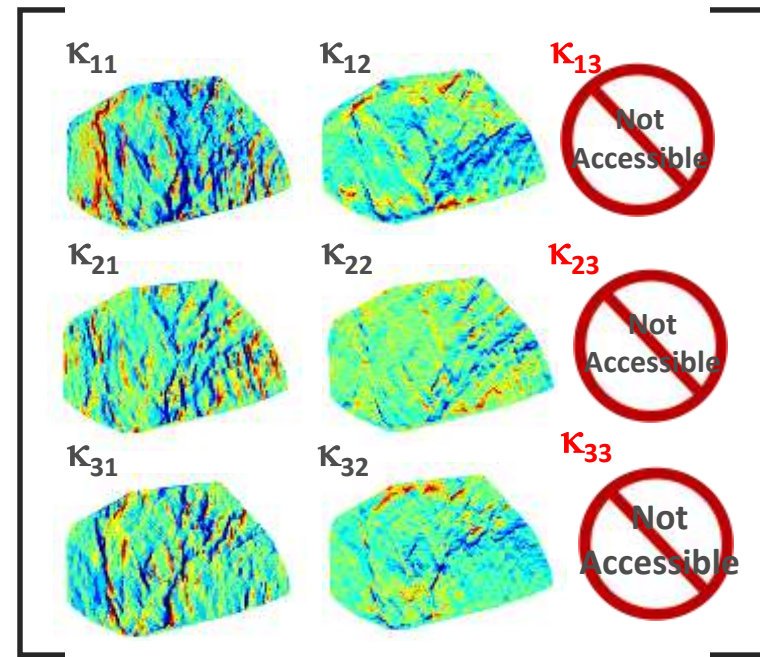 κ11 κ12 κ13
Not
Accessible
κ21 κ22 κ23
Not
Accessible
κ31 κ32 κ33
Not
Accessible